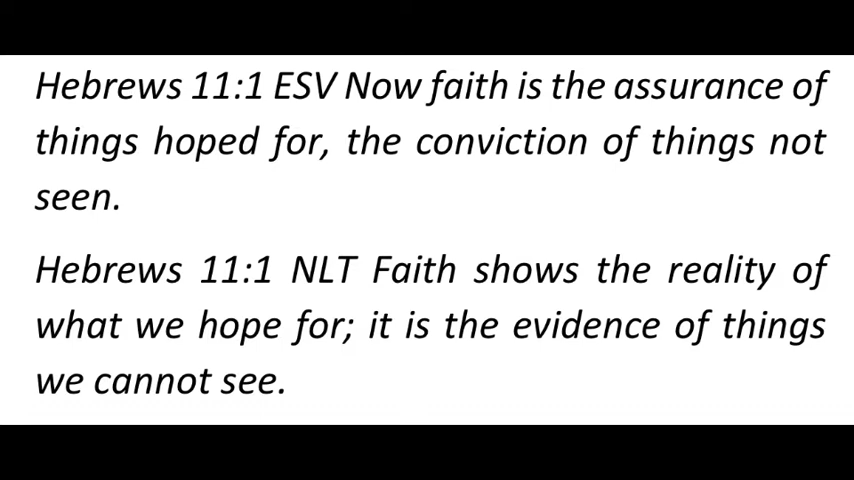 Hebrews 11:1 ESV Now faith is the assurance of
things hoped for, the conviction of things not
seen.
Hebrews 11:1 NLT Faith shows the reality of
what we hope for; it is the evidence of things
we cannot see.